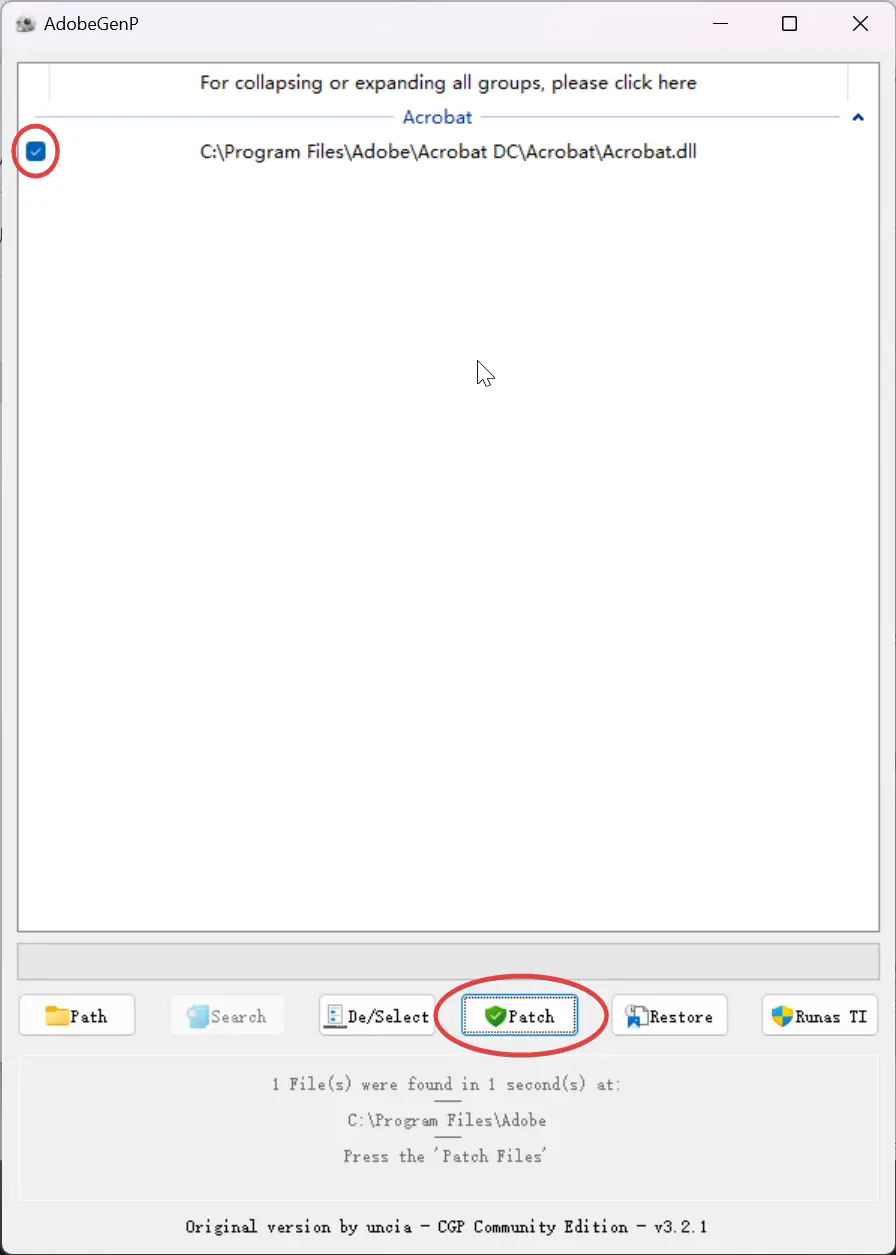 AdobeGenP
For collapsing or expanding all groups, please click here
Acrobat
C:\Program Files\Adobe\Acrobat DC\Acrobat\Acrobat.dll
Path Search De/Select Patch Restore Runas TI
1 File(s) were found in 1 second(s) at:
C:\Program Files\Adobe
Press the 'Patch Files'
Original version by uncia - CGP Community Edition - v3.2.1